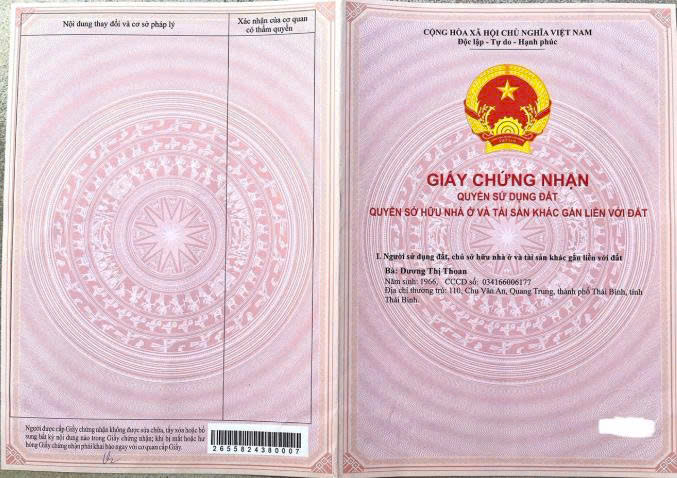 Nội dung thay đổi và cơ sở pháp lý
Xác nhận của cơ quan
có thẩm quyền
Người được cấp Giấy chứng nhận không được sửa chữa, tẩy xóa hoặc bổ
sung bất kỳ nội dung nào trong Giấy chứng nhận; khi bị mất hoặc hư
hỏng Giấy chứng nhận phải khai báo ngay với cơ quan cấp Giấy.
2655824380007
CỘNG HÒA XÃ HỘI CHỦ NGHĨA VIỆT NAM
Độc lập - Tự do - Hạnh phúc
GIẤY CHỨNG NHẬN
QUYỀN SỬ DỤNG ĐẤT
QUYỀN SỞ HỮU NHÀ Ở VÀ TÀI SẢN KHÁC GẮN LIỀN VỚI ĐẤT
I. Người sử dụng đất, chủ sở hữu nhà ở và tài sản khác gắn liền với đất
Bà: Dương Thị Thoan
Năm sinh: 1966, CCCD số: 034166006177
Địa chỉ thường trú: 110, Chu Văn An, Quang Trung, thành phố Thái Bình, tỉnh
Thái Bình.